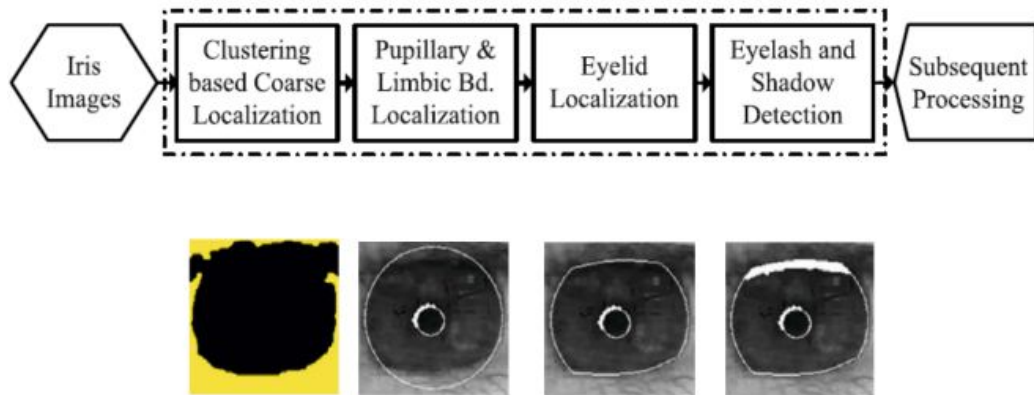 Iris
Images
Clustering
based Coarse
Localization
Pupillary &
Limbic Bd.
Localization
Eyelid
Localization
Eyelash and
Shadow
Detection
Subsequent
Processing